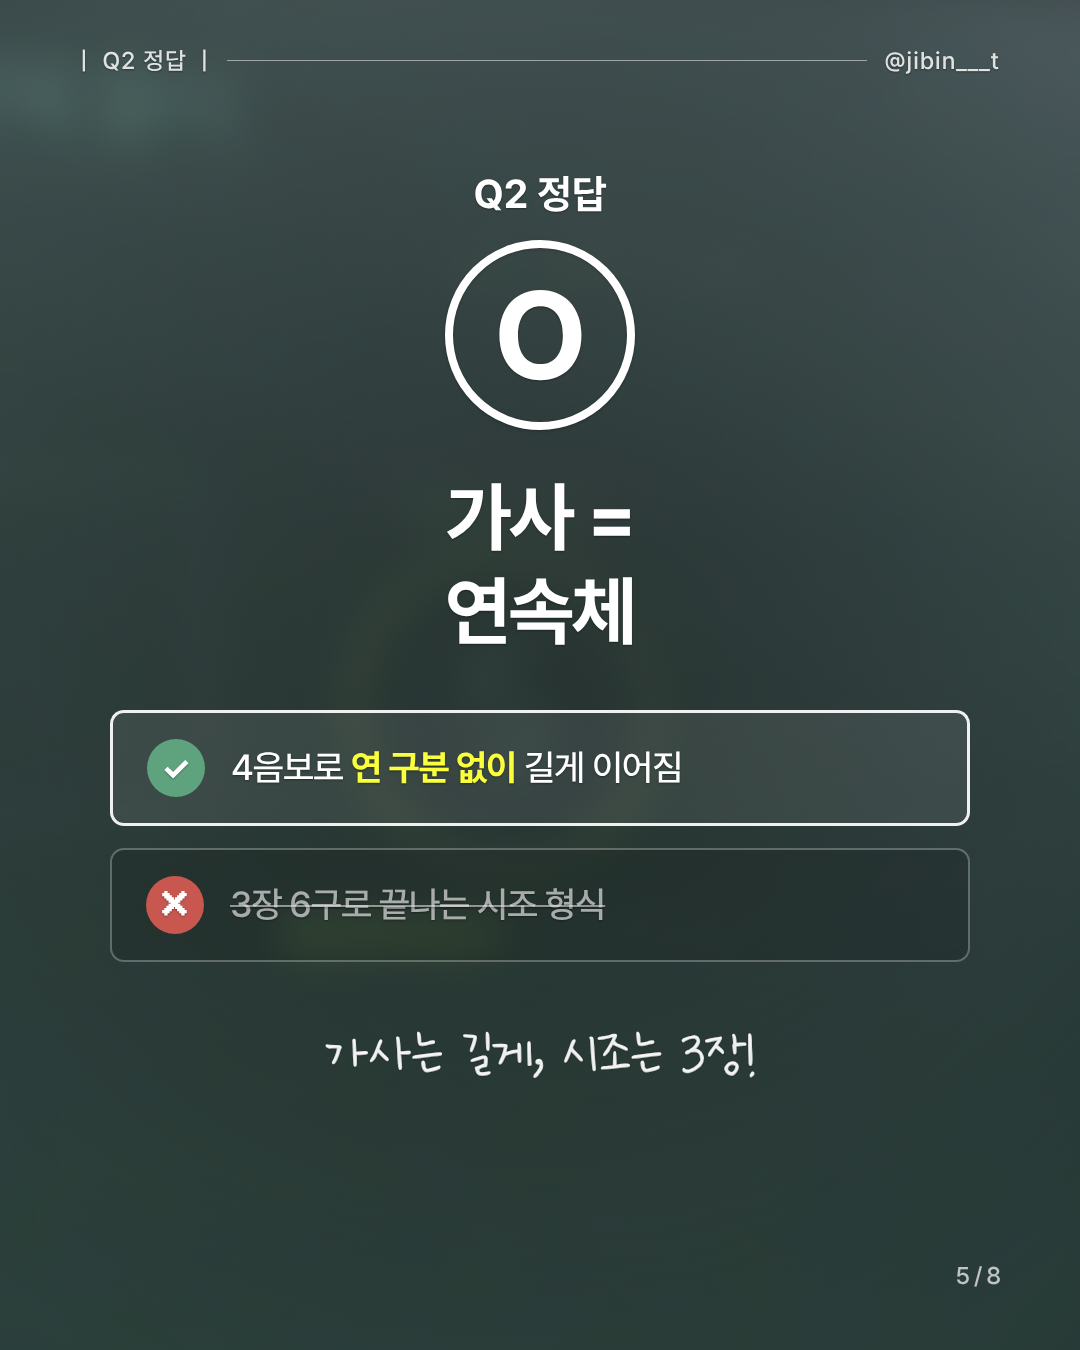 | Q2 정답 | @jibin___t
Q2 정답
O
가사 =
연속체
4음보로 연 구분 없이 길게 이어짐
3장 6구로 끝나는 시조 형식
가사는 길게, 시조는 3장!
5/8